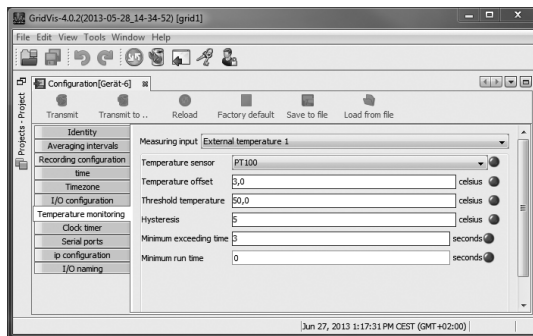 GridVis-4.0.2(2013-05-28_14-34-52) [grid1]
File Edit View Tools Window Help
Configuration[Gerät-6]
Projects - Project
Transmit Transmit to .. Reload Factory default Save to file Load from file
Identity
Averaging intervals
Recording configuration
time
Timezone
I/O configuration
Temperature monitoring
Clock timer
Serial ports
ip configuration
I/O naming
Measuring input External temperature 1
Temperature sensor PT100
Temperature offset 3,0 celsius
Threshold temperature 50,0 celsius
Hysteresis 5 celsius
Minimum exceeding time 3 seconds
Minimum run time 0 seconds
Jun 27, 2013 1:17:31 PM CEST (GMT+02:00)